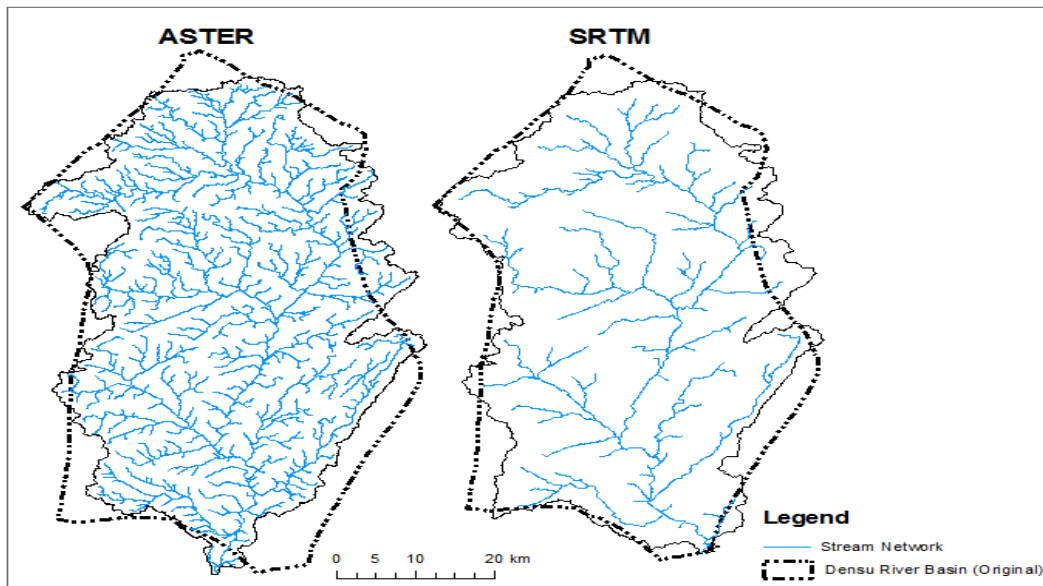 ASTER
SRTM
0 5 10 20 km
Legend
Stream Network
Densu River Basin (Original)